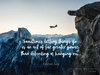 Sometimes letting things go
is an act of far greater power
than defending or hanging on.